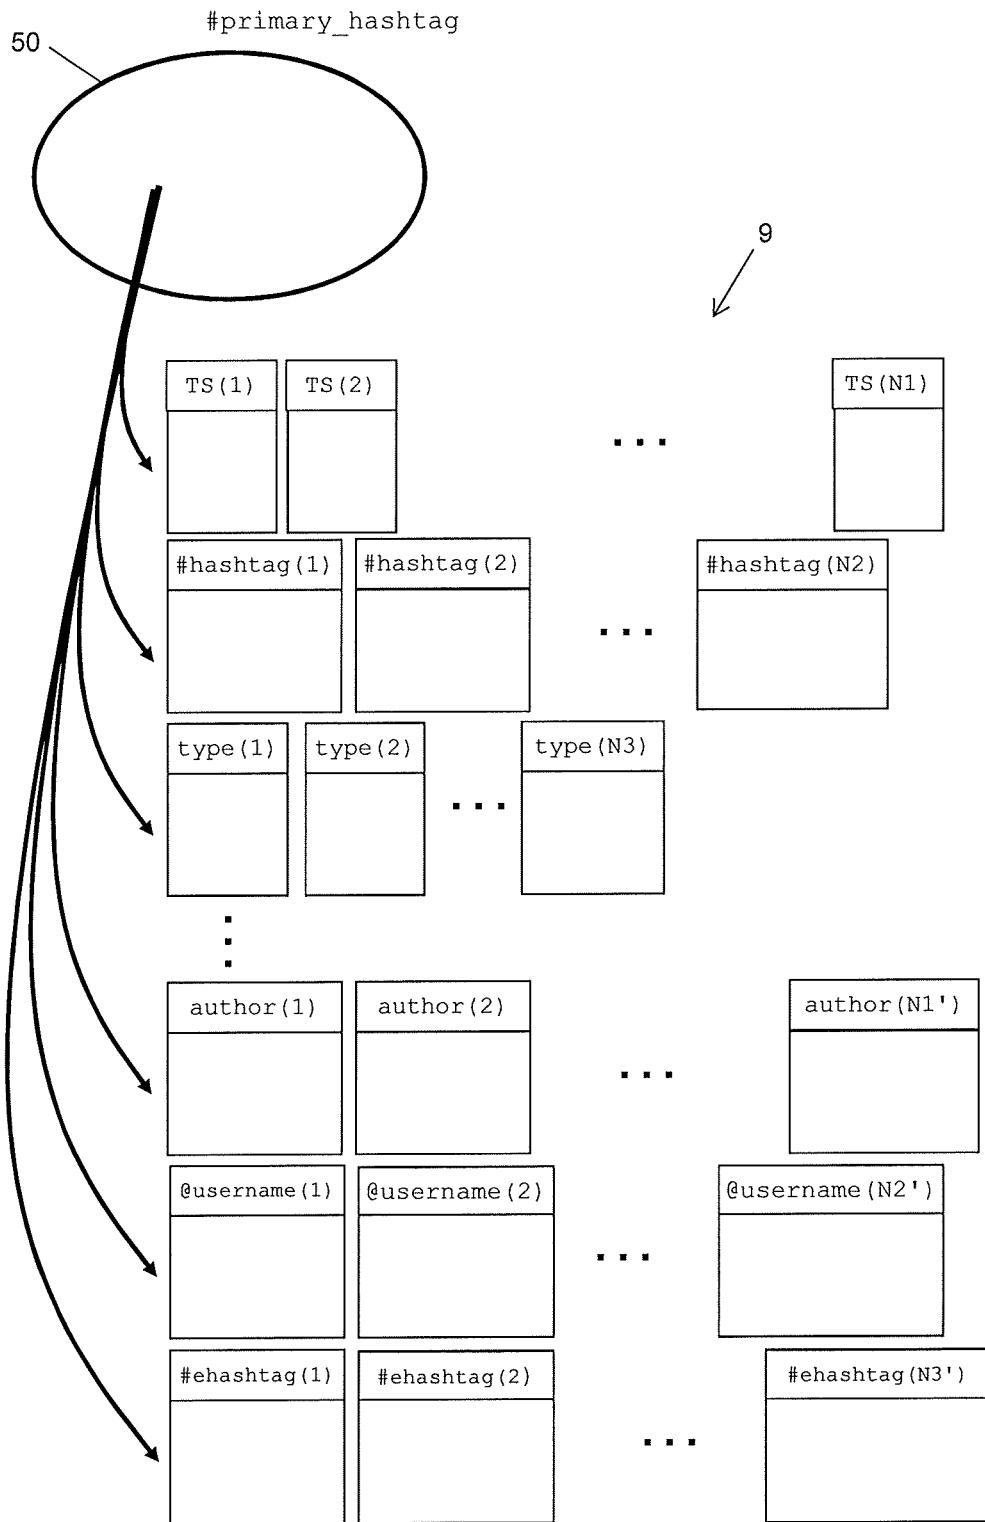 #primary_hashtag
50
9
TS(1) TS(2) ... TS(N1)
#hashtag(1) #hashtag(2) ... #hashtag(N2)
type(1) type(2) ... type(N3)
author(1) author(2) ... author(N1')
@username(1) @username(2) ... @username(N2')
#ehashtag(1) #ehashtag(2) ... #ehashtag(N3')